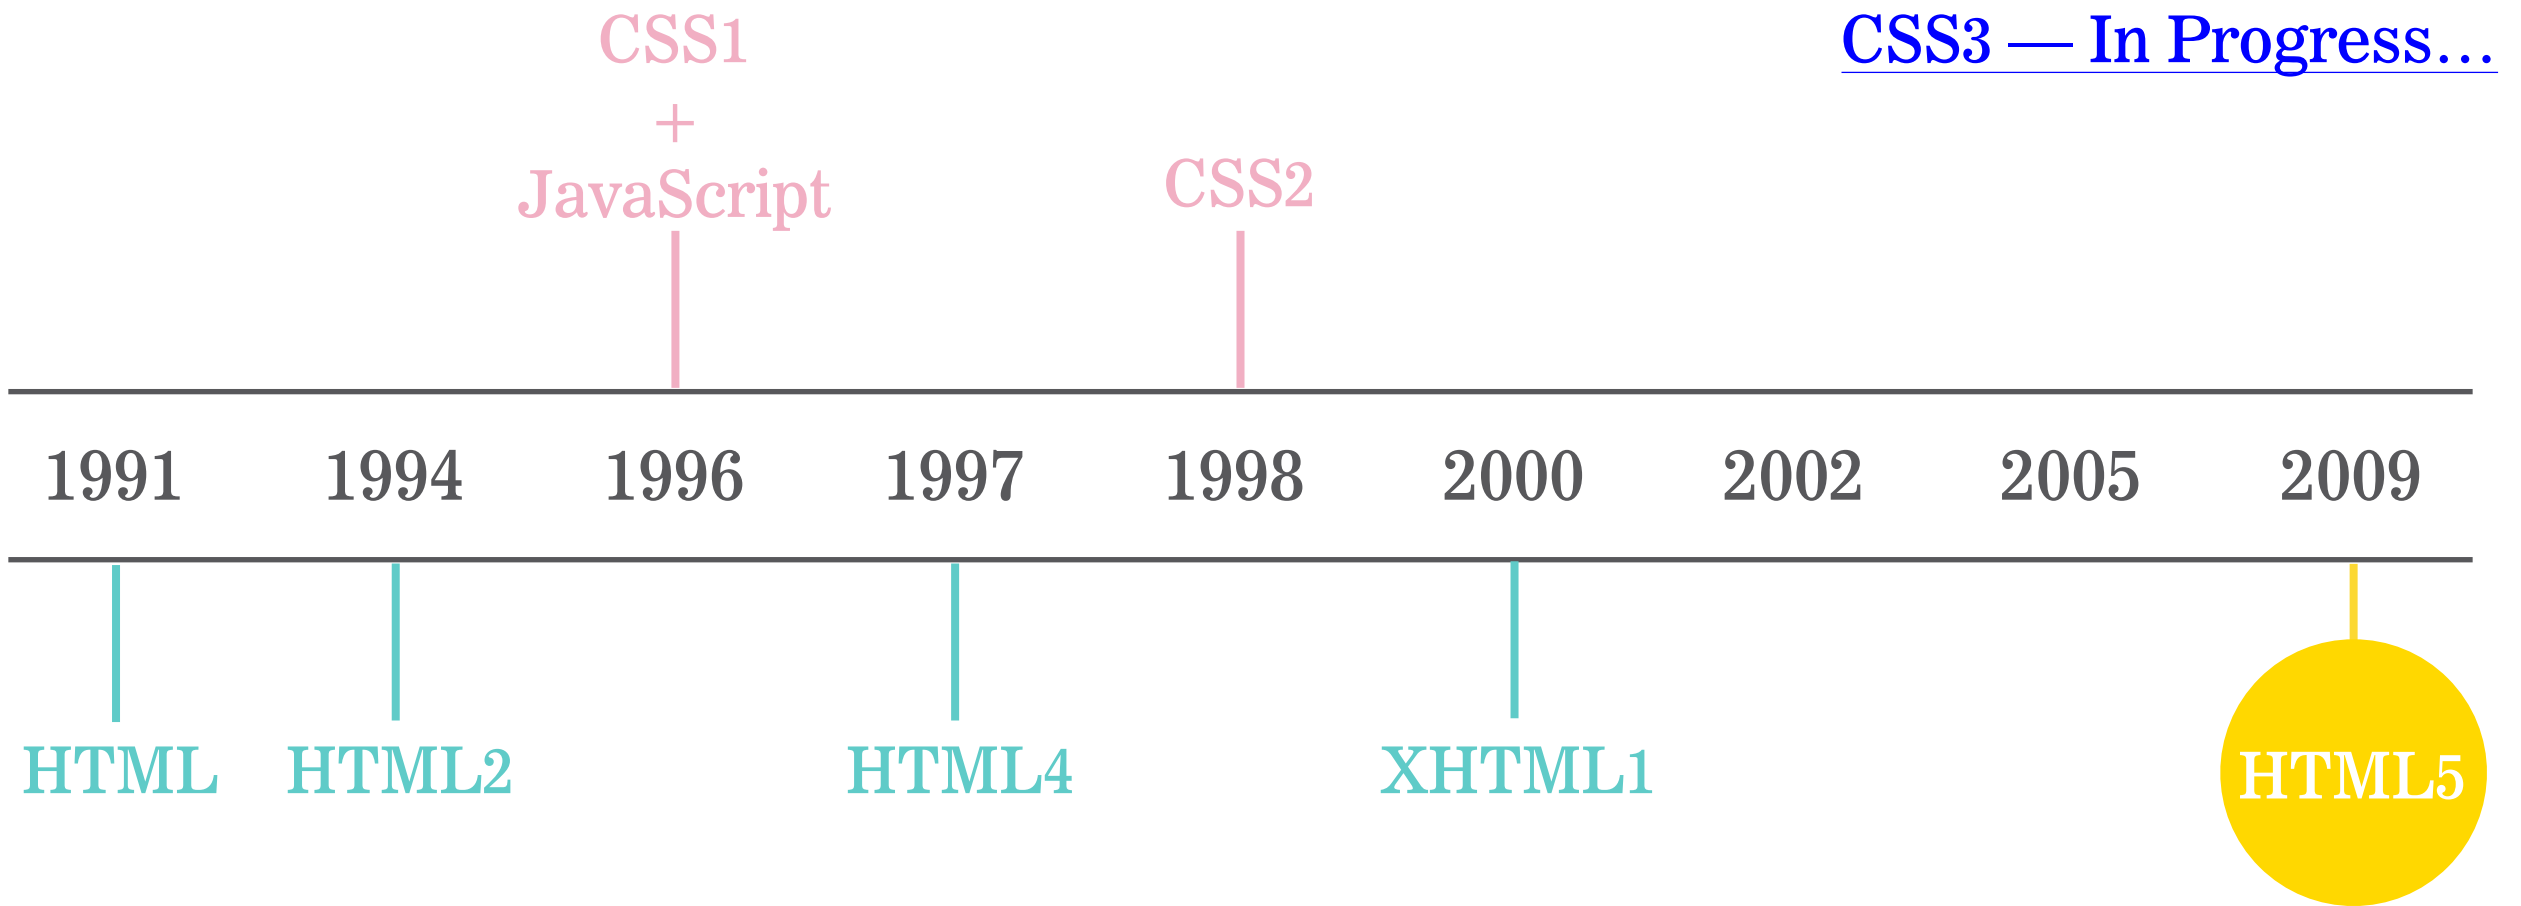 CSS1
CSS3 — In Progress…
+
JavaScript
CSS2
1991 1994 1996 1997 1998 2000 2002 2005 2009
HTML HTML2 HTML4 XHTML1 HTML5